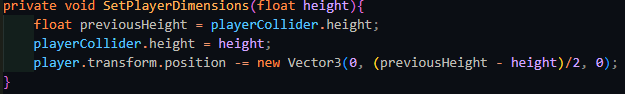 private void SetPlayerDimensions(float height){
float previousHeight = playerCollider.height;
playerCollider.height = height;
player.transform.position -= new Vector3(0, (previousHeight - height)/2, 0);
}